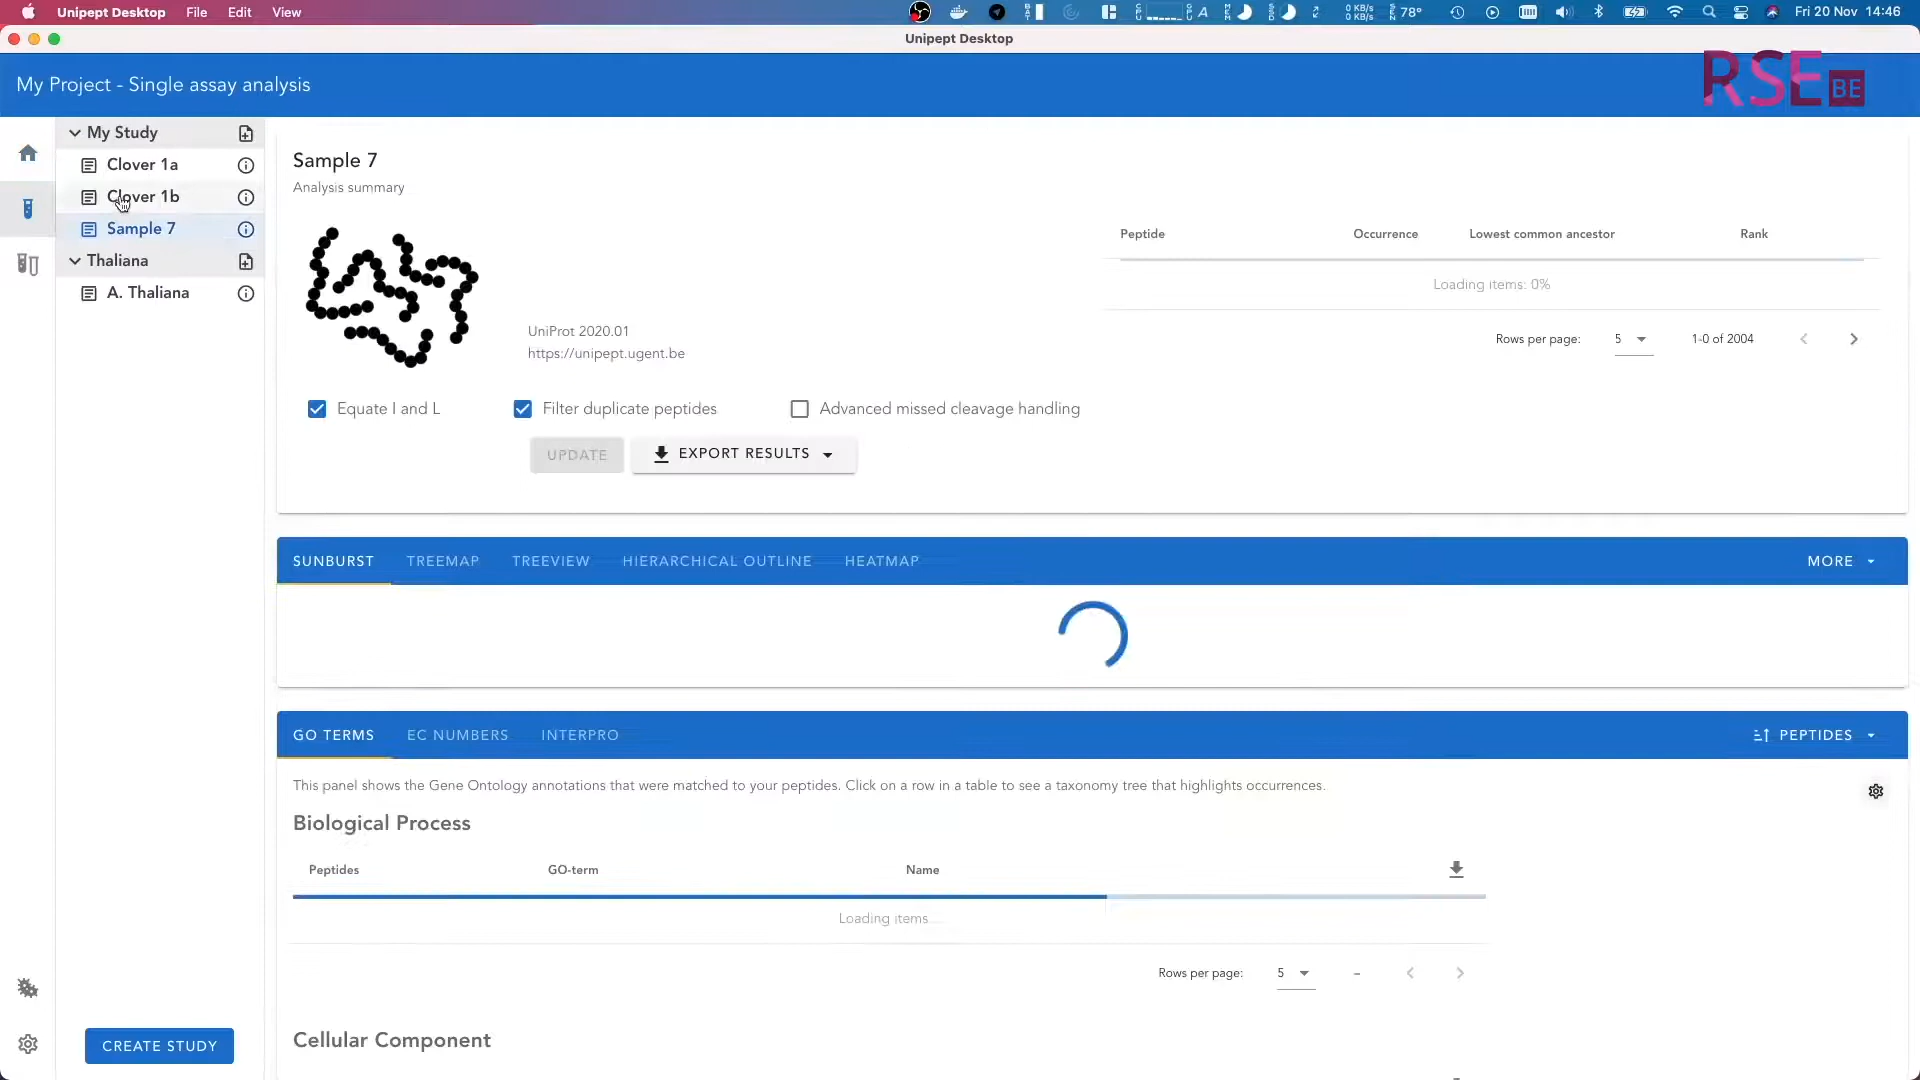 Unipept Desktop File Edit View
0 KB/s
0 KB/s
78°
Fri 20 Nov 14:46
Unipept Desktop
My Project - Single assay analysis
RSE BE
My Study
Clover 1a
Clover 1b
Sample 7
Thaliana
A. Thaliana
CREATE STUDY
Sample 7
Analysis summary
UniProt 2020.01
https://unipept.ugent.be
Equate I and L Filter duplicate peptides Advanced missed cleavage handling
UPDATE EXPORT RESULTS
Peptide Occurrence Lowest common ancestor Rank
Loading items: 0%
Rows per page: 5 1-0 of 2004
SUNBURST TREEMAP TREEVIEW HIERARCHICAL OUTLINE HEATMAP MORE
GO TERMS EC NUMBERS INTERPRO PEPTIDES
This panel shows the Gene Ontology annotations that were matched to your peptides. Click on a row in a table to see a taxonomy tree that highlights occurrences.
Biological Process
Peptides GO-term Name
Loading items...
Rows per page: 5 –
Cellular Component